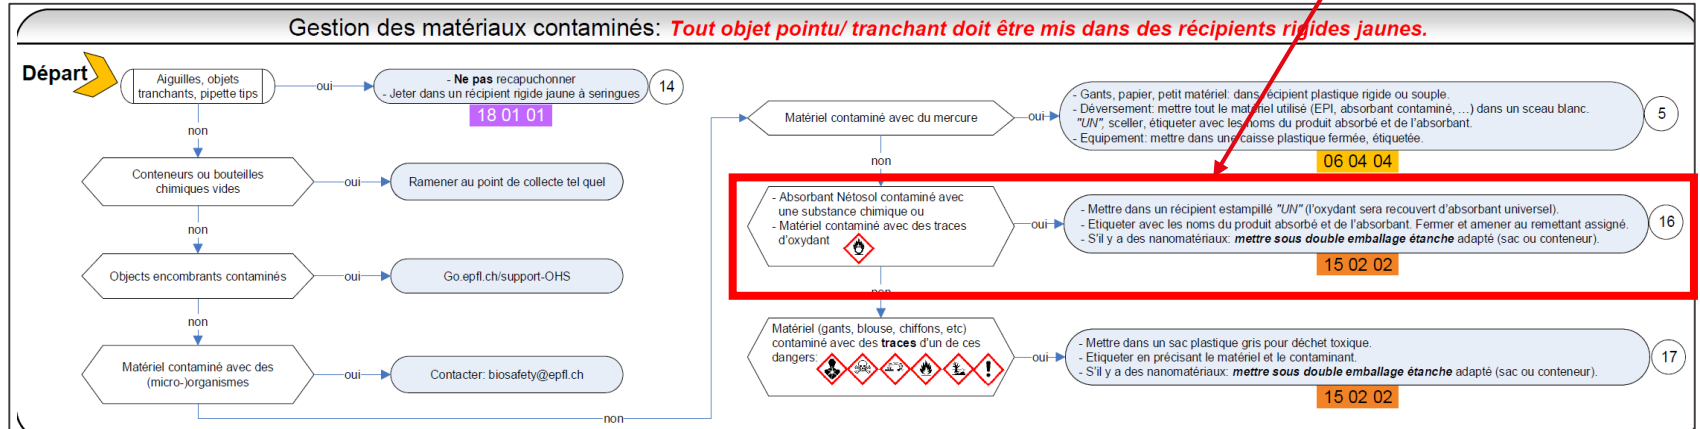 Gestion des matériaux contaminés: Tout objet pointu/ tranchant doit être mis dans des récipients rigides jaunes.
Départ
Aiguilles, objets
tranchants, pipette tips
oui
- Ne pas recapuchonner
- Jeter dans un récipient rigide jaune à seringues
14
18 01 01
non
Conteneurs ou bouteilles
chimiques vides
oui
Ramener au point de collecte tel quel
non
Objects encombrants contaminés
oui
Go.epfl.ch/support-OHS
non
Matériel contaminé avec des
(micro-)organismes
oui
Contacter: biosafety@epfl.ch
non
Matériel contaminé avec du mercure
oui
- Gants, papier, petit matériel: dans récipient plastique rigide ou souple.
- Déversement: mettre tout le matériel utilisé (EPI, absorbant contaminé, ...) dans un sceau blanc.
"UN", sceller, étiqueter avec les noms du produit absorbé et de l'absorbant.
- Equipement: mettre dans une caisse plastique fermée, étiquetée.
5
06 04 04
non
- Absorbant Nétosol contaminé avec
une substance chimique ou
- Matériel contaminé avec des traces
d'oxydant
oui
- Mettre dans un récipient estampillé "UN" (l'oxydant sera recouvert d'absorbant universel).
- Etiqueter avec les noms du produit absorbé et de l'absorbant. Fermer et amener au remettant assigné.
- S'il y a des nanomatériaux: mettre sous double emballage étanche adapté (sac ou conteneur).
16
15 02 02
non
Matériel (gants, blouse, chiffons, etc)
contaminé avec des traces d'un de ces
dangers:
oui
- Mettre dans un sac plastique gris pour déchet toxique.
- Etiqueter en précisant le matériel et le contaminant.
- S'il y a des nanomatériaux: mettre sous double emballage étanche adapté (sac ou conteneur).
17
15 02 02